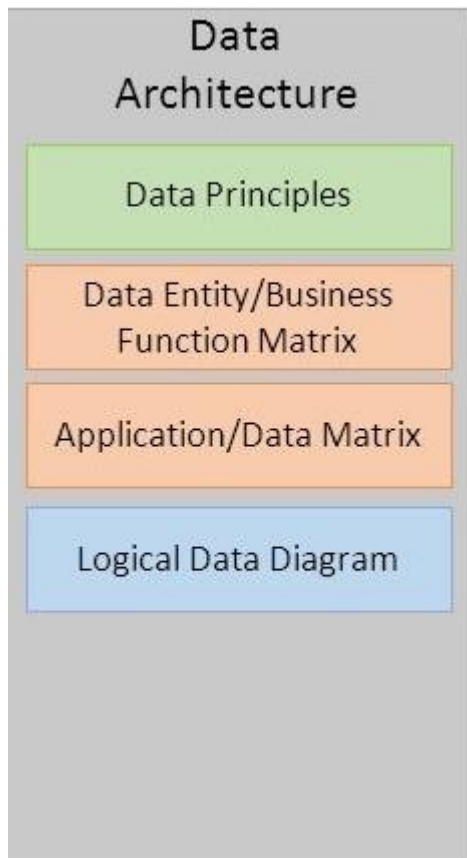 Data
Architecture
Data Principles
Data Entity/Business
Function Matrix
Application/Data Matrix
Logical Data Diagram